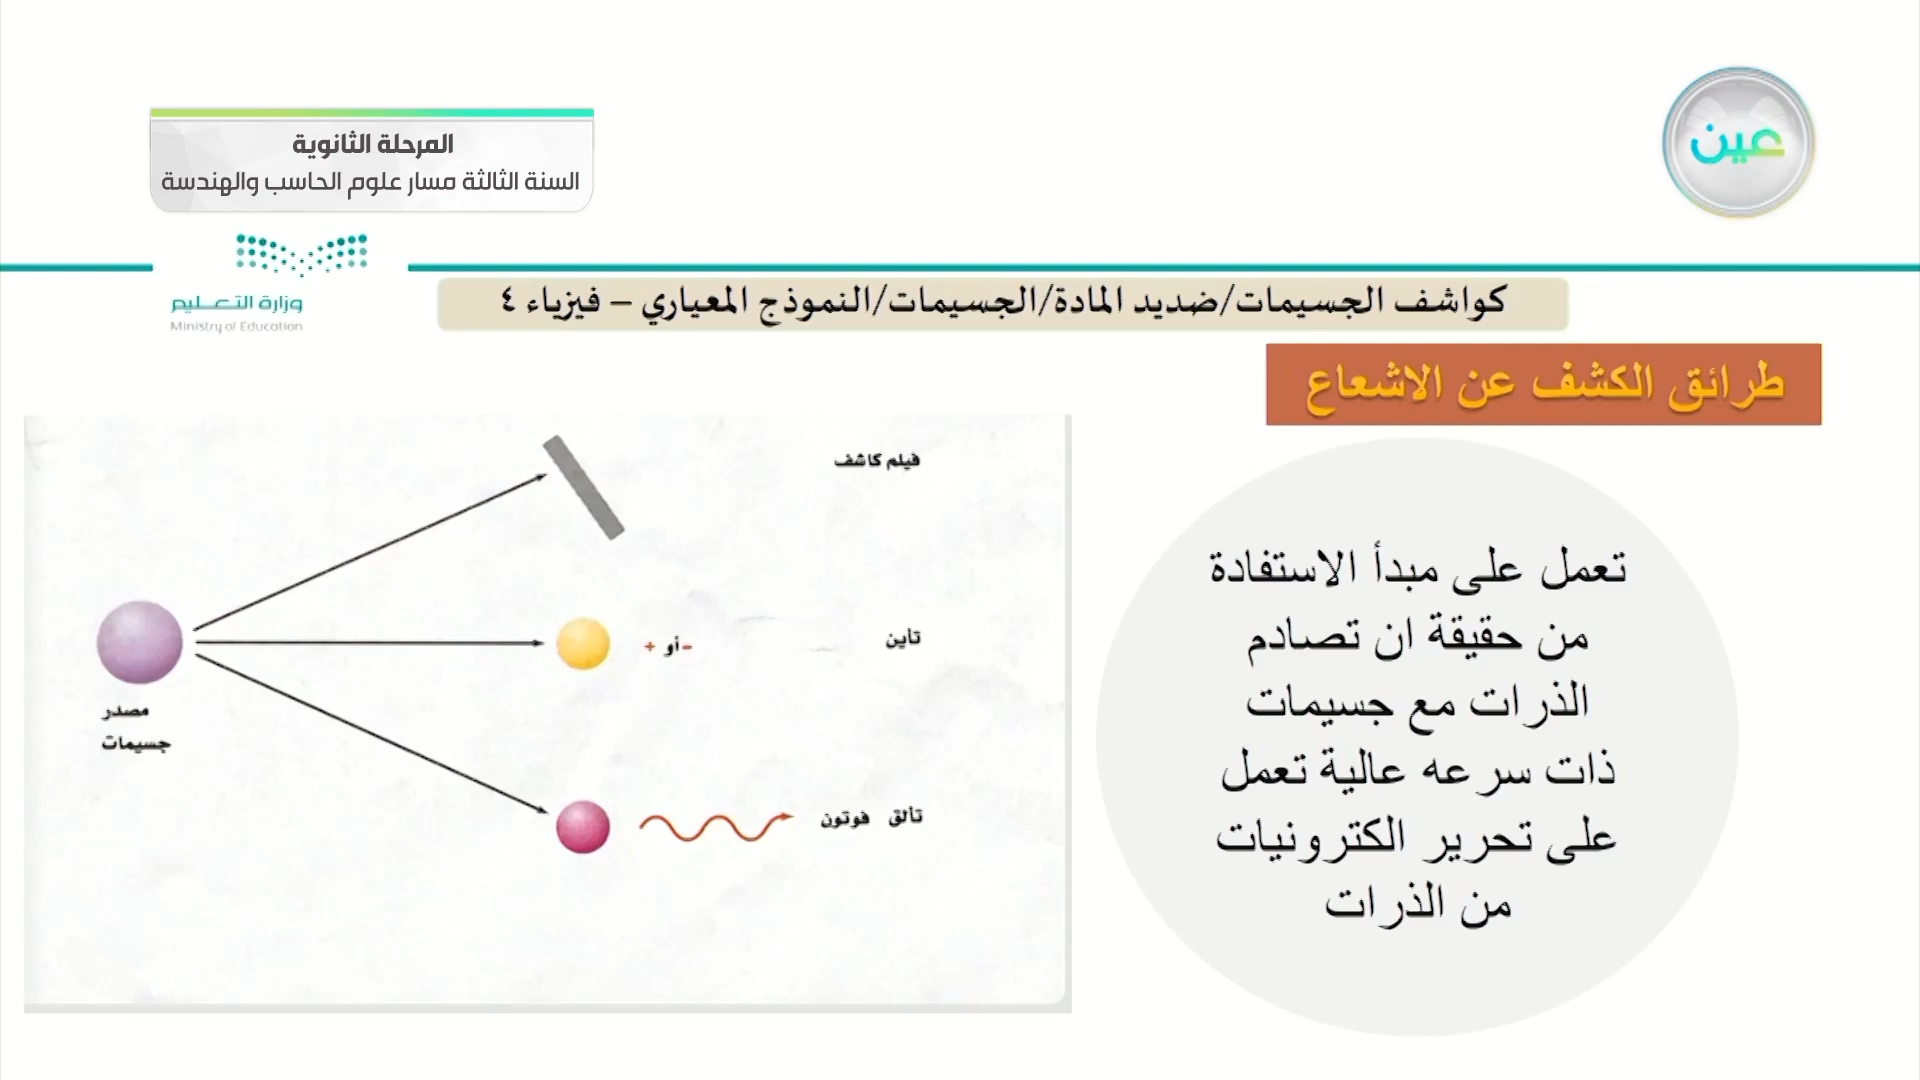 المرحلة الثانوية
السنة الثالثة مسار علوم الحاسب والهندسة
عين
وزارة التعليم
Ministry of Education
كواشف الجسيمات/ضديد المادة/الجسيمات/النموذج المعياري – فيزياء ٤
طرائق الكشف عن الاشعاع
تعمل على مبدأ الاستفادة
من حقيقة ان تصادم
الذرات مع جسيمات
ذات سرعه عالية تعمل
على تحرير الكترونيات
من الذرات
فيلم كاشف
تأين
-أو +
تألق فوتون
مصدر
جسيمات